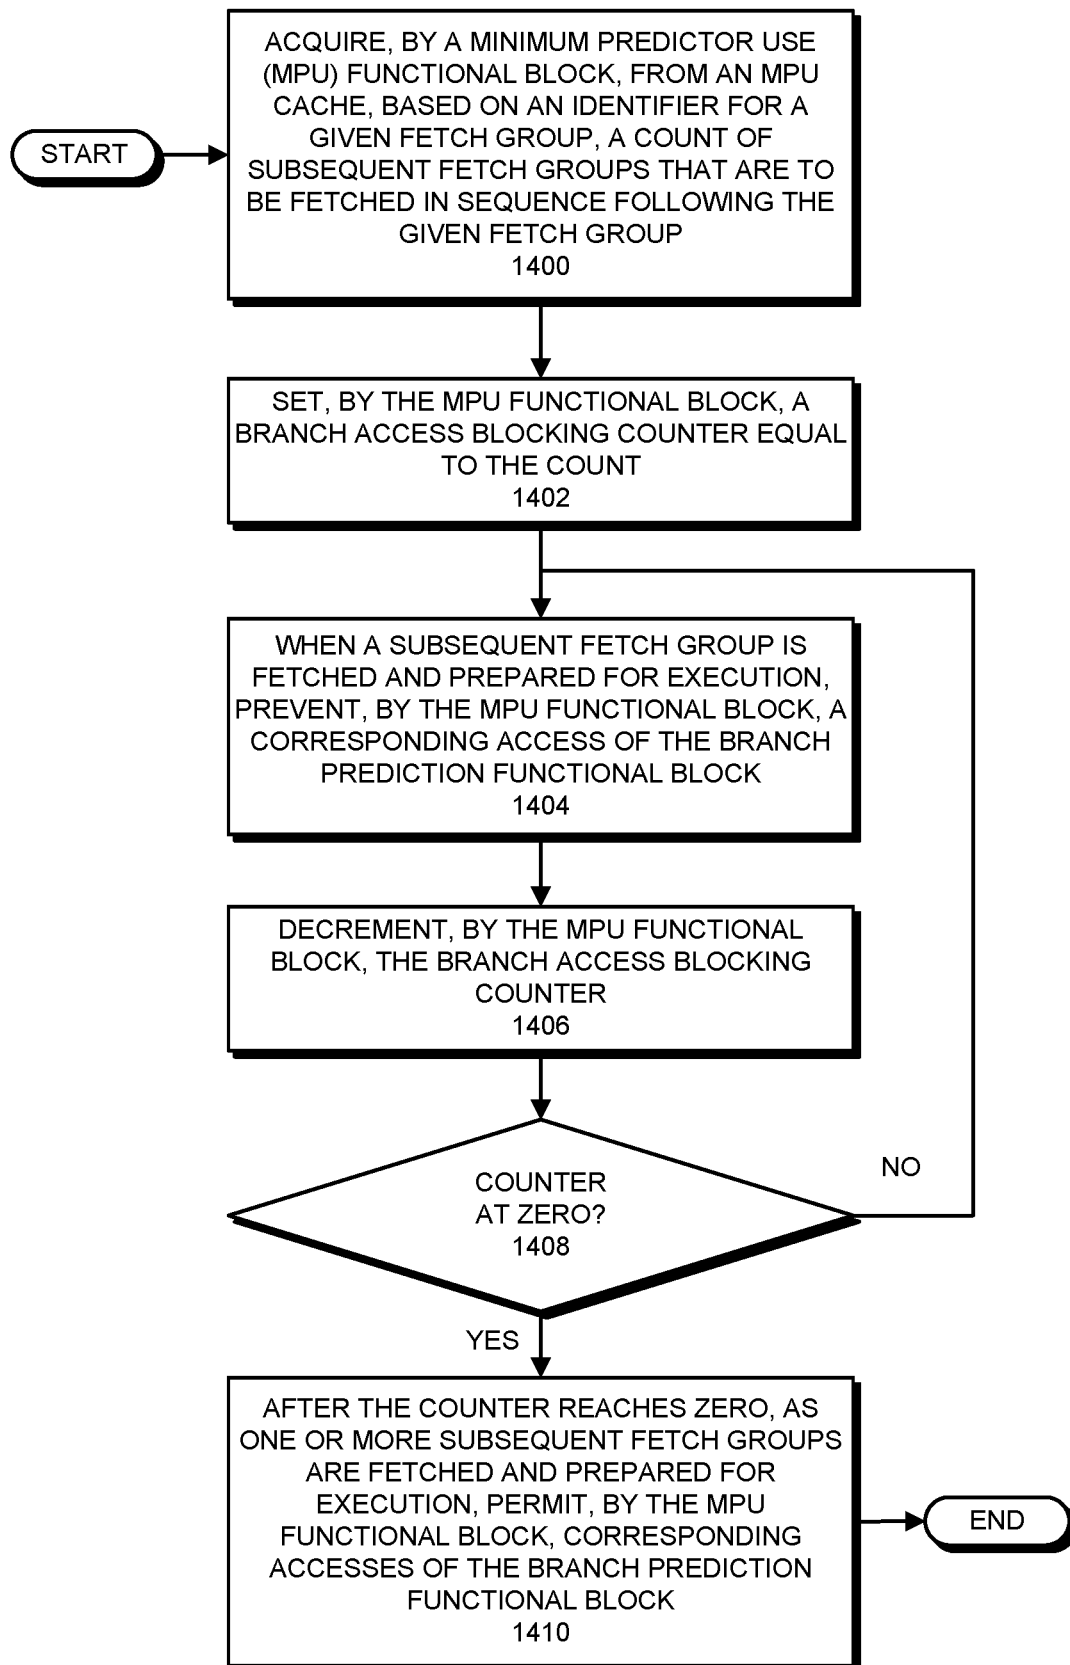 START
ACQUIRE, BY A MINIMUM PREDICTOR USE
(MPU) FUNCTIONAL BLOCK, FROM AN MPU
CACHE, BASED ON AN IDENTIFIER FOR A
GIVEN FETCH GROUP, A COUNT OF
SUBSEQUENT FETCH GROUPS THAT ARE TO
BE FETCHED IN SEQUENCE FOLLOWING THE
GIVEN FETCH GROUP
1400
SET, BY THE MPU FUNCTIONAL BLOCK, A
BRANCH ACCESS BLOCKING COUNTER EQUAL
TO THE COUNT
1402
WHEN A SUBSEQUENT FETCH GROUP IS
FETCHED AND PREPARED FOR EXECUTION,
PREVENT, BY THE MPU FUNCTIONAL BLOCK, A
CORRESPONDING ACCESS OF THE BRANCH
PREDICTION FUNCTIONAL BLOCK
1404
DECREMENT, BY THE MPU FUNCTIONAL
BLOCK, THE BRANCH ACCESS BLOCKING
COUNTER
1406
COUNTER
AT ZERO?
1408
NO
YES
AFTER THE COUNTER REACHES ZERO, AS
ONE OR MORE SUBSEQUENT FETCH GROUPS
ARE FETCHED AND PREPARED FOR
EXECUTION, PERMIT, BY THE MPU
FUNCTIONAL BLOCK, CORRESPONDING
ACCESSES OF THE BRANCH PREDICTION
FUNCTIONAL BLOCK
1410
END